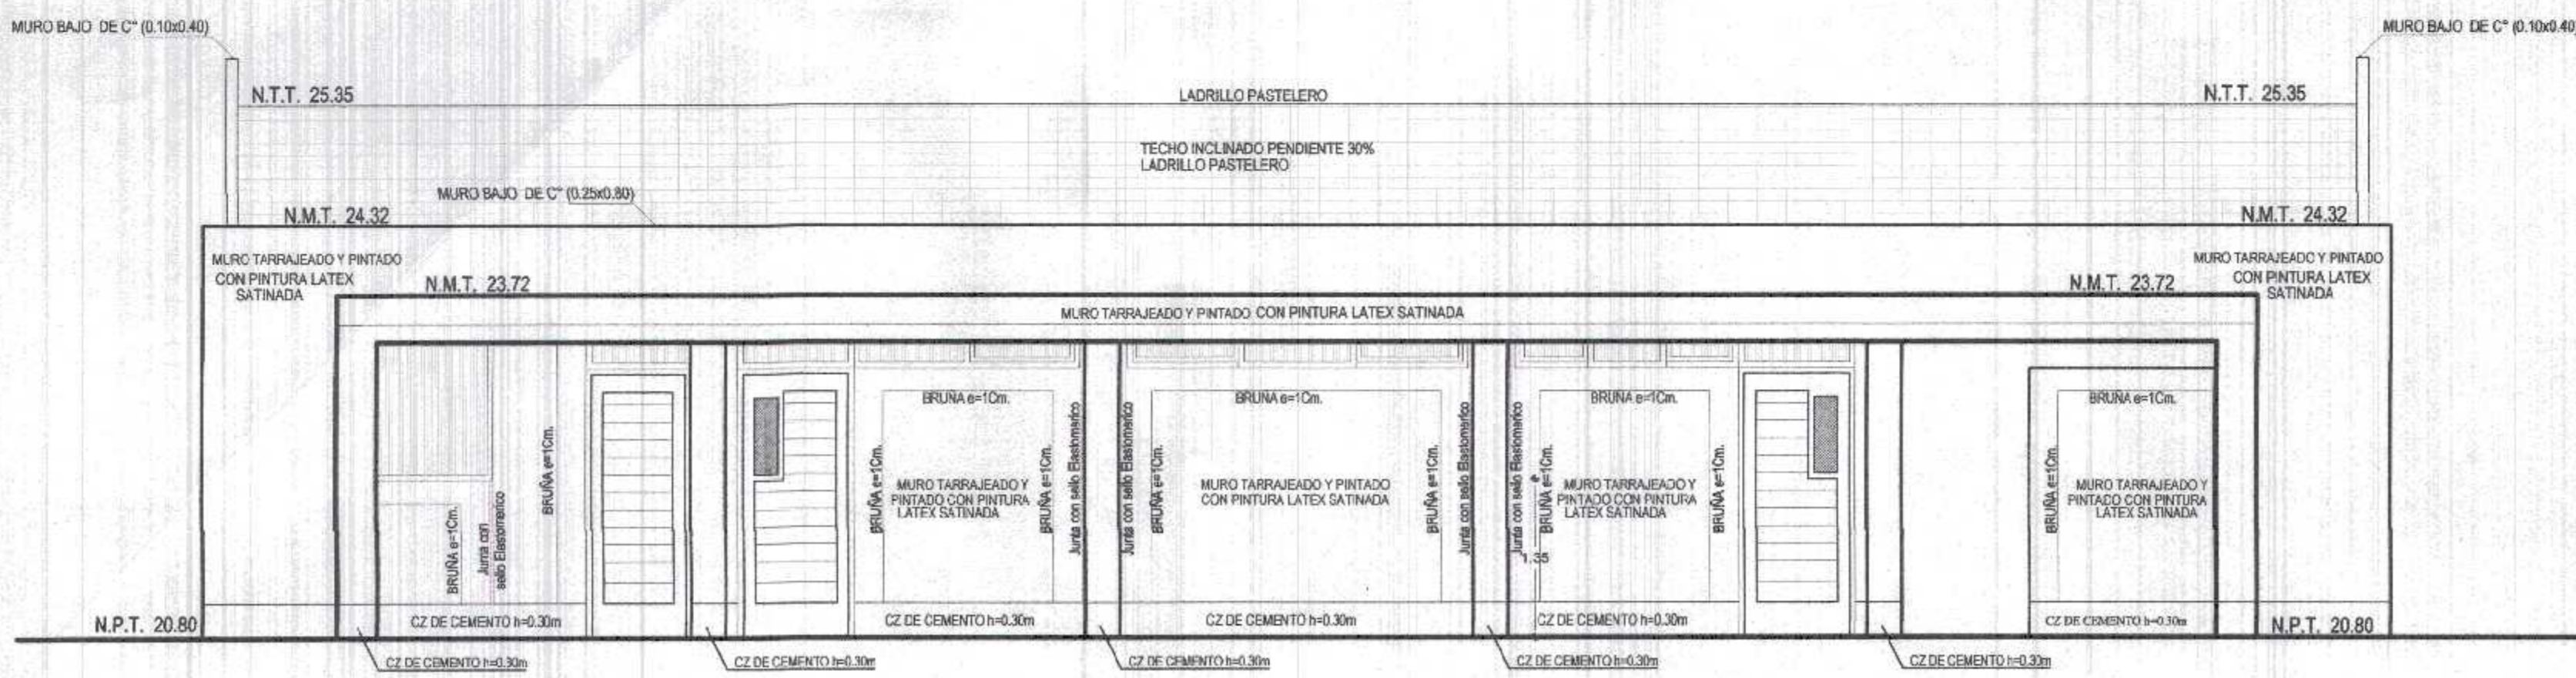 MURO BAJO DE C° (0.10x0.40)
MURO BAJO DE C° (0.10x0.40
N.T.T. 25.35
LADRILLO PASTELERO
N.T.T. 25.35
TECHO INCLINADO PENDIENTE 30%
LADRILLO PASTELERO
MURO BAJO DE C° (0.25x0.80)
N.M.T. 24.32
N.M.T. 24.32
MURO TARRAJEADO Y PINTADO
CON PINTURA LATEX
SATINADA
MURO TARRAJEADO Y PINTADO
CON PINTURA LATEX
SATINADA
N.M.T. 23.72
N.M.T. 23.72
MURO TARRAJEADO Y PINTADO CON PINTURA LATEX SATINADA
BRUÑA e=1Cm.
Junta con
sello Elastomerico
BRUÑA e=1Cm.
BRUÑA e=1Cm.
BRUÑA e=1Cm.
MURO TARRAJEADO Y
PINTADO CON PINTURA
LATEX SATINADA
BRUÑA e=1Cm.
Junta con sello Elastomerico
Junta con sello Elastomerico
BRUÑA e=1Cm.
BRUÑA e=1Cm.
MURO TARRAJEADO Y PINTADO
CON PINTURA LATEX SATINADA
BRUÑA e=1Cm.
Junta con sello Elastomerico
Junta con sello Elastomerico
1.35
BRUÑA e=1Cm.
BRUÑA e=1Cm.
MURO TARRAJEADO Y
PINTADO CON PINTURA
LATEX SATINADA
BRUÑA e=1Cm.
BRUÑA e=1Cm.
BRUÑA e=1Cm.
MURO TARRAJEADO Y
PINTADO CON PINTURA
LATEX SATINADA
N.P.T. 20.80
CZ DE CEMENTO h=0.30m
CZ DE CEMENTO h=0.30m
CZ DE CEMENTO h=0.30m
CZ DE CEMENTO h=0.30m
CZ DE CEMENTO h=0.30m
N.P.T. 20.80
CZ DE CEMENTO h=0.30m
CZ DE CEMENTO h=0.30m
CZ DE CEMENTO h=0.30m
CZ DE CEMENTO h=0.30m
CZ DE CEMENTO h=0.30m